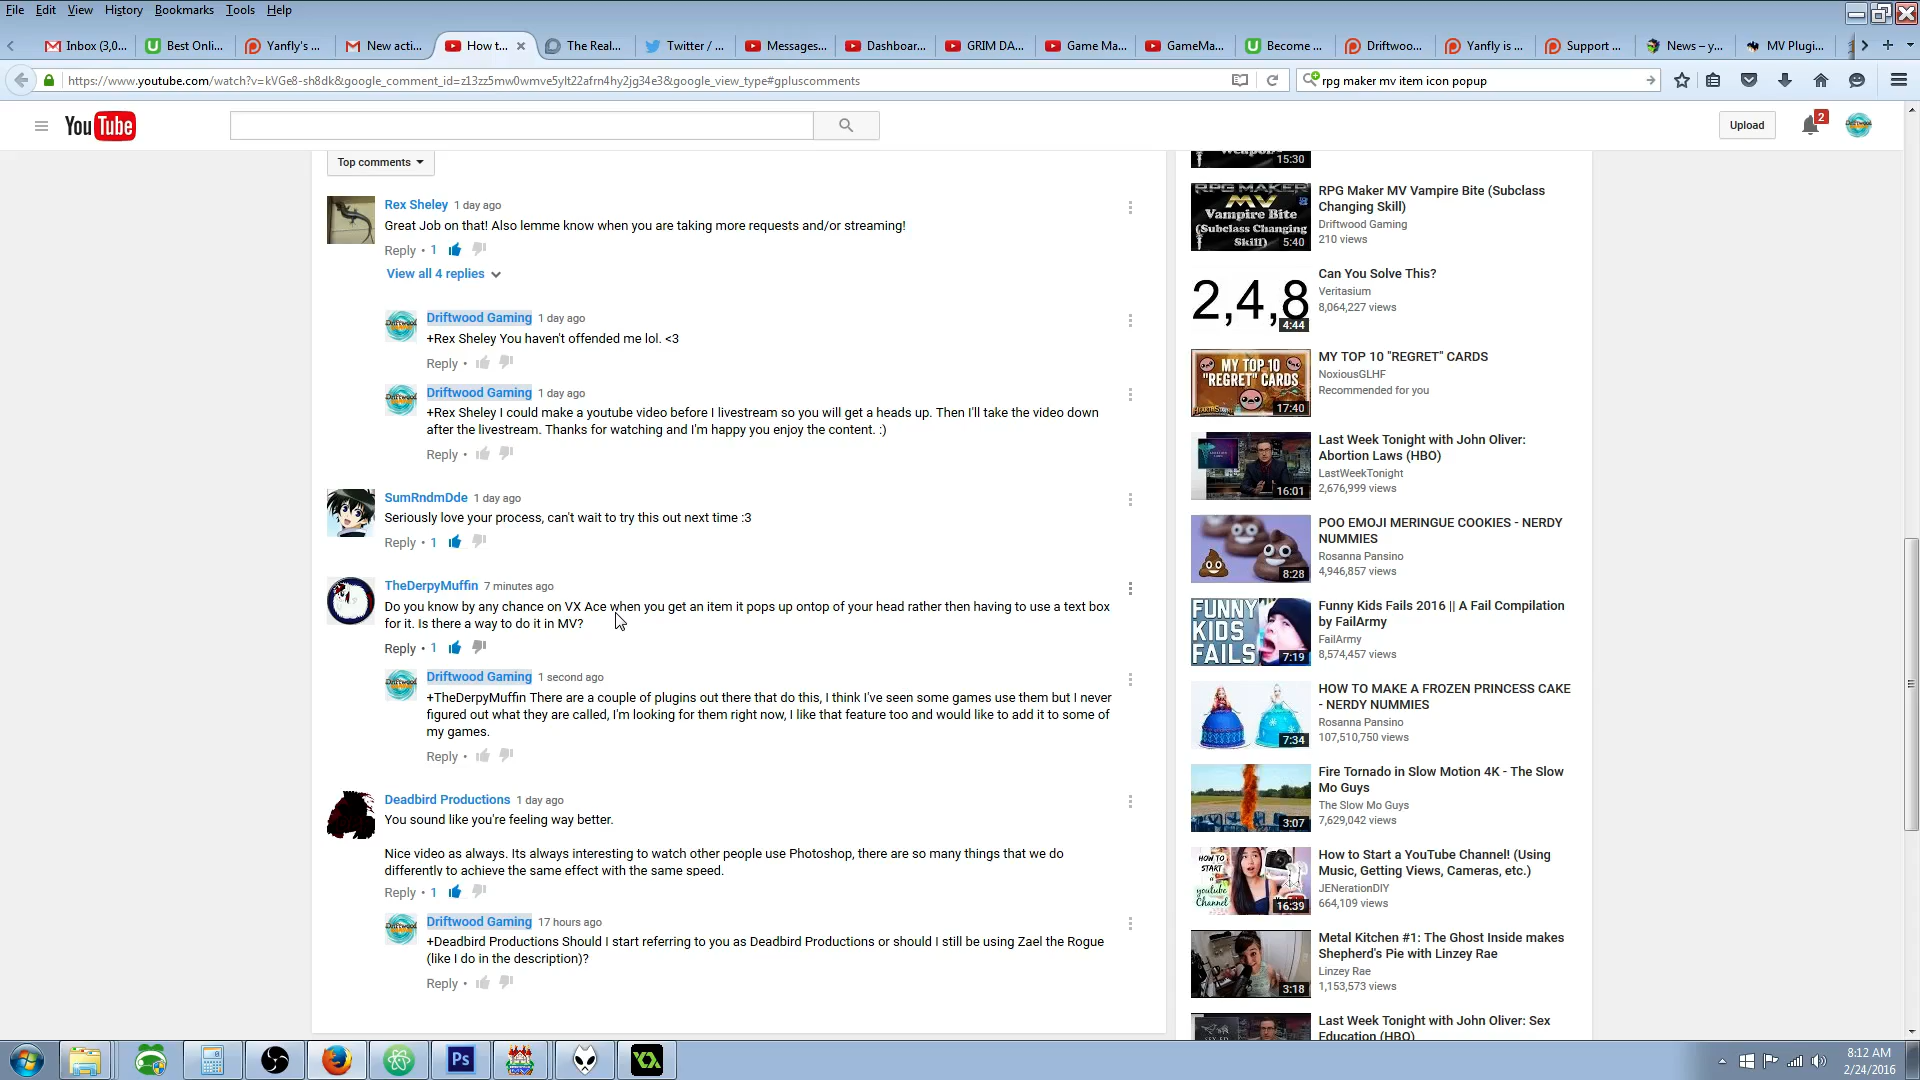 File Edit View History Bookmarks Tools Help
Inbox (3,0... Best Onli... Yanfly's ... New acti... How t... The Real... Twitter / ... Messages... Dashboar... GRIM DA... Game Ma... GameMa... Become ... Driftwoo... Yanfly is ... Support ... News – y... MV Plugi...
https://www.youtube.com/watch?v=kVGe8-sh8dk&google_comment_id=z13zz5mw0wmve5ylt22afrn4hy2jg34e3&google_view_type#gpluscomments
rpg maker mv item icon popup
YouTube
Upload
2
Top comments
Rex Sheley 1 day ago
Great Job on that! Also lemme know when you are taking more requests and/or streaming!
Reply • 1
View all 4 replies
Driftwood Gaming 1 day ago
+Rex Sheley You haven't offended me lol. <3
Reply •
Driftwood Gaming 1 day ago
+Rex Sheley I could make a youtube video before I livestream so you will get a heads up. Then I'll take the video down
after the livestream. Thanks for watching and I'm happy you enjoy the content. :)
Reply •
SumRndmDde 1 day ago
Seriously love your process, can't wait to try this out next time :3
Reply • 1
TheDerpyMuffin 7 minutes ago
Do you know by any chance on VX Ace when you get an item it pops up ontop of your head rather then having to use a text box
for it. Is there a way to do it in MV?
Reply • 1
Driftwood Gaming 1 second ago
+TheDerpyMuffin There are a couple of plugins out there that do this, I think I've seen some games use them but I never
figured out what they are called, I'm looking for them right now, I like that feature too and would like to add it to some of
my games.
Reply •
Deadbird Productions 1 day ago
You sound like you're feeling way better.
Nice video as always. Its always interesting to watch other people use Photoshop, there are so many things that we do
differently to achieve the same effect with the same speed.
Reply • 1
Driftwood Gaming 17 hours ago
+Deadbird Productions Should I start referring to you as Deadbird Productions or should I still be using Zael the Rogue
(like I do in the description)?
Reply •
15:30
RPG MAKER
MV
Vampire Bite
(Subclass Changing
Skill)
5:40
RPG Maker MV Vampire Bite (Subclass
Changing Skill)
Driftwood Gaming
210 views
2,4,8
4:44
Can You Solve This?
Veritasium
8,064,227 views
MY TOP 10
"REGRET" CARDS
17:40
MY TOP 10 "REGRET" CARDS
NoxiousGLHF
Recommended for you
16:01
Last Week Tonight with John Oliver:
Abortion Laws (HBO)
LastWeekTonight
2,676,999 views
8:28
POO EMOJI MERINGUE COOKIES - NERDY
NUMMIES
Rosanna Pansino
4,946,857 views
FUNNY
KIDS
FAILS
7:19
Funny Kids Fails 2016 || A Fail Compilation
by FailArmy
FailArmy
8,574,457 views
7:34
HOW TO MAKE A FROZEN PRINCESS CAKE
- NERDY NUMMIES
Rosanna Pansino
107,510,750 views
3:07
Fire Tornado in Slow Motion 4K - The Slow
Mo Guys
The Slow Mo Guys
7,629,042 views
HOW TO
START
a
youtube
Channel
16:39
How to Start a YouTube Channel! (Using
Music, Getting Views, Cameras, etc.)
JENerationDIY
664,109 views
3:18
Metal Kitchen #1: The Ghost Inside makes
Shepherd's Pie with Linzey Rae
Linzey Rae
1,153,573 views
Last Week Tonight with John Oliver: Sex
Education (HBO)
Ps
8:12 AM
2/24/2016